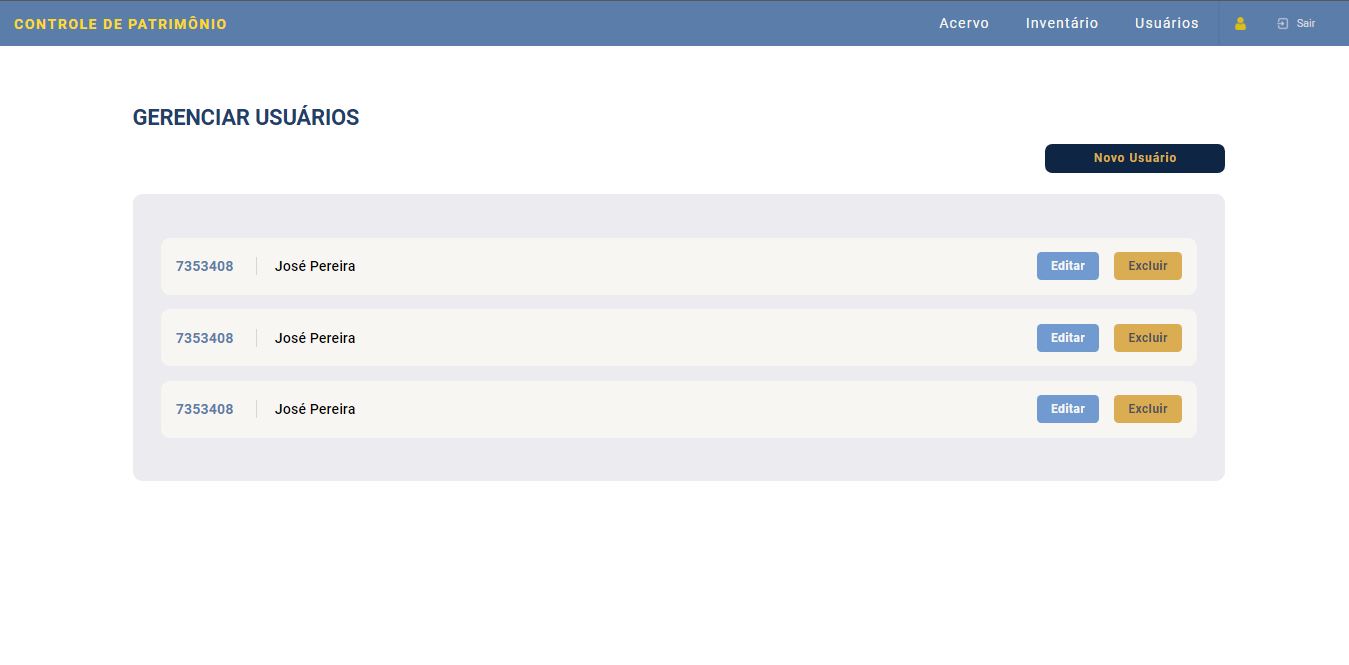 CONTROLE DE PATRIMÔNIO
Acervo Inventário Usuários Sair
GERENCIAR USUÁRIOS
Novo Usuário
7353408 José Pereira Editar Excluir
7353408 José Pereira Editar Excluir
7353408 José Pereira Editar Excluir